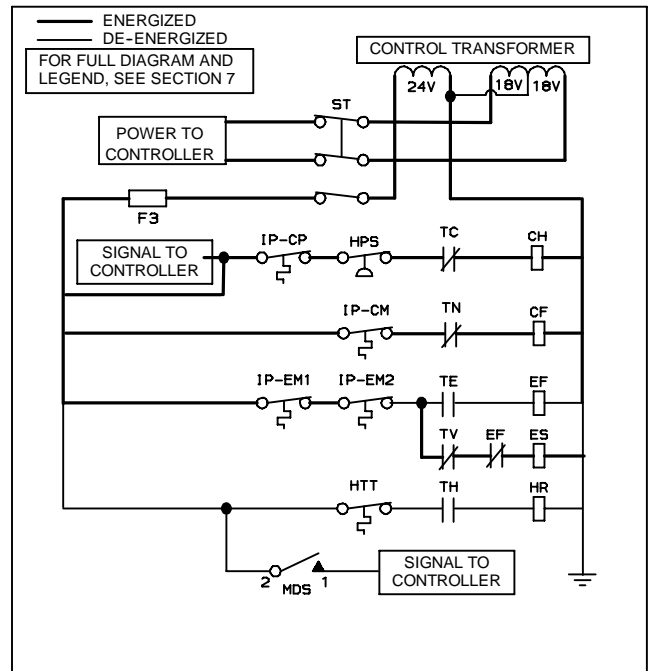 ENERGIZED
DE-ENERGIZED
FOR FULL DIAGRAM AND
LEGEND, SEE SECTION 7
CONTROL TRANSFORMER
24V
18V
18V
ST
POWER TO
CONTROLLER
F3
SIGNAL TO
CONTROLLER
IP-CP
HPS
TC
CH
IP-CM
TN
CF
IP-EM1
IP-EM2
TE
EF
TV
EF
ES
HTT
TH
HR
2
MDS
1
SIGNAL TO
CONTROLLER